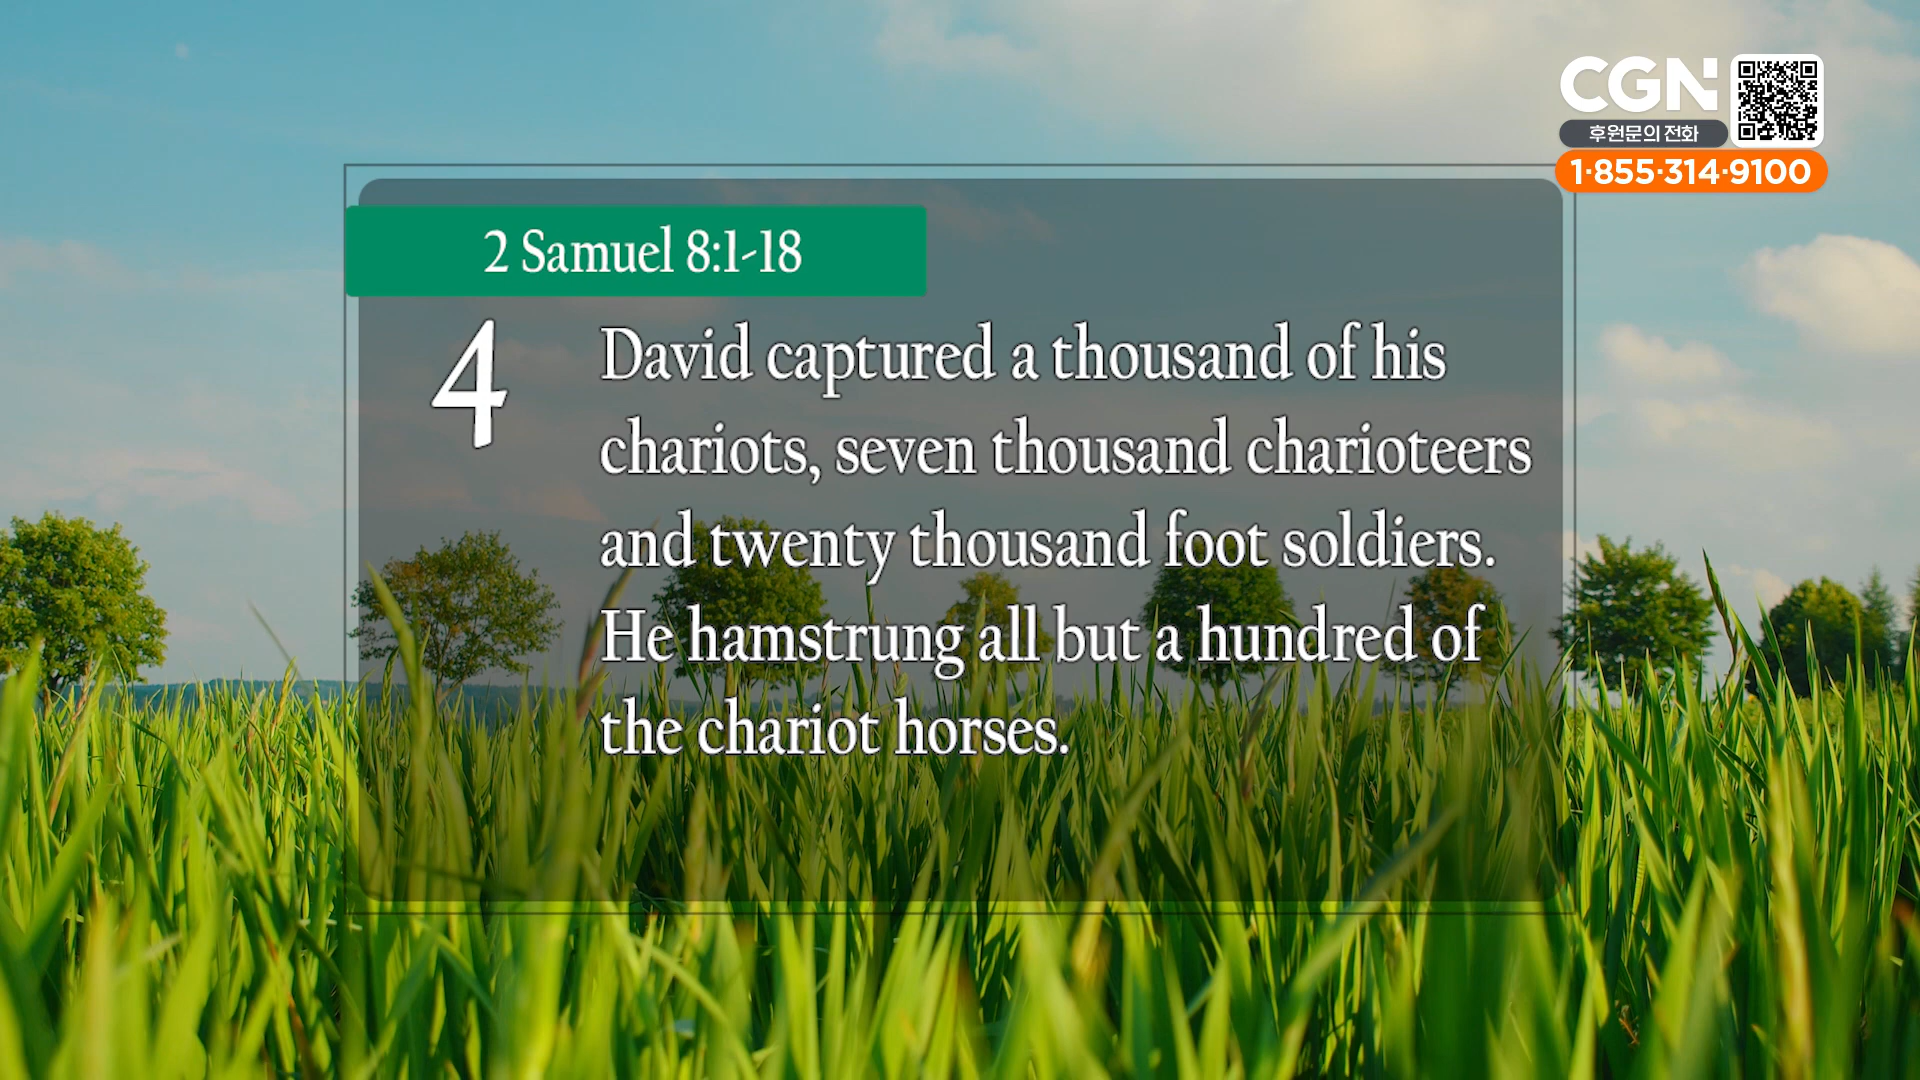 CGN
후원문의 전화
1·855·314·9100
2 Samuel 8:1-18
4
David captured a thousand of his
chariots, seven thousand charioteers
and twenty thousand foot soldiers.
He hamstrung all but a hundred of
the chariot horses.